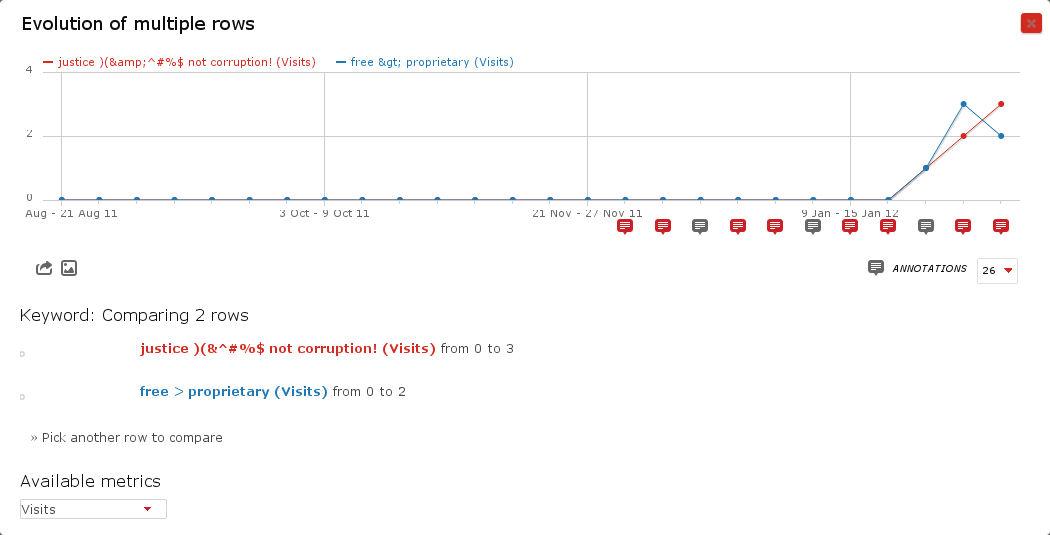 Evolution of multiple rows
justice )(&amp;^#%$ not corruption! (Visits) free &gt; proprietary (Visits)
4
2
0
Aug - 21 Aug 11 3 Oct - 9 Oct 11 21 Nov - 27 Nov 11 9 Jan - 15 Jan 12
ANNOTATIONS 26
Keyword: Comparing 2 rows
justice )(&^#%$ not corruption! (Visits) from 0 to 3
free > proprietary (Visits) from 0 to 2
» Pick another row to compare
Available metrics
Visits